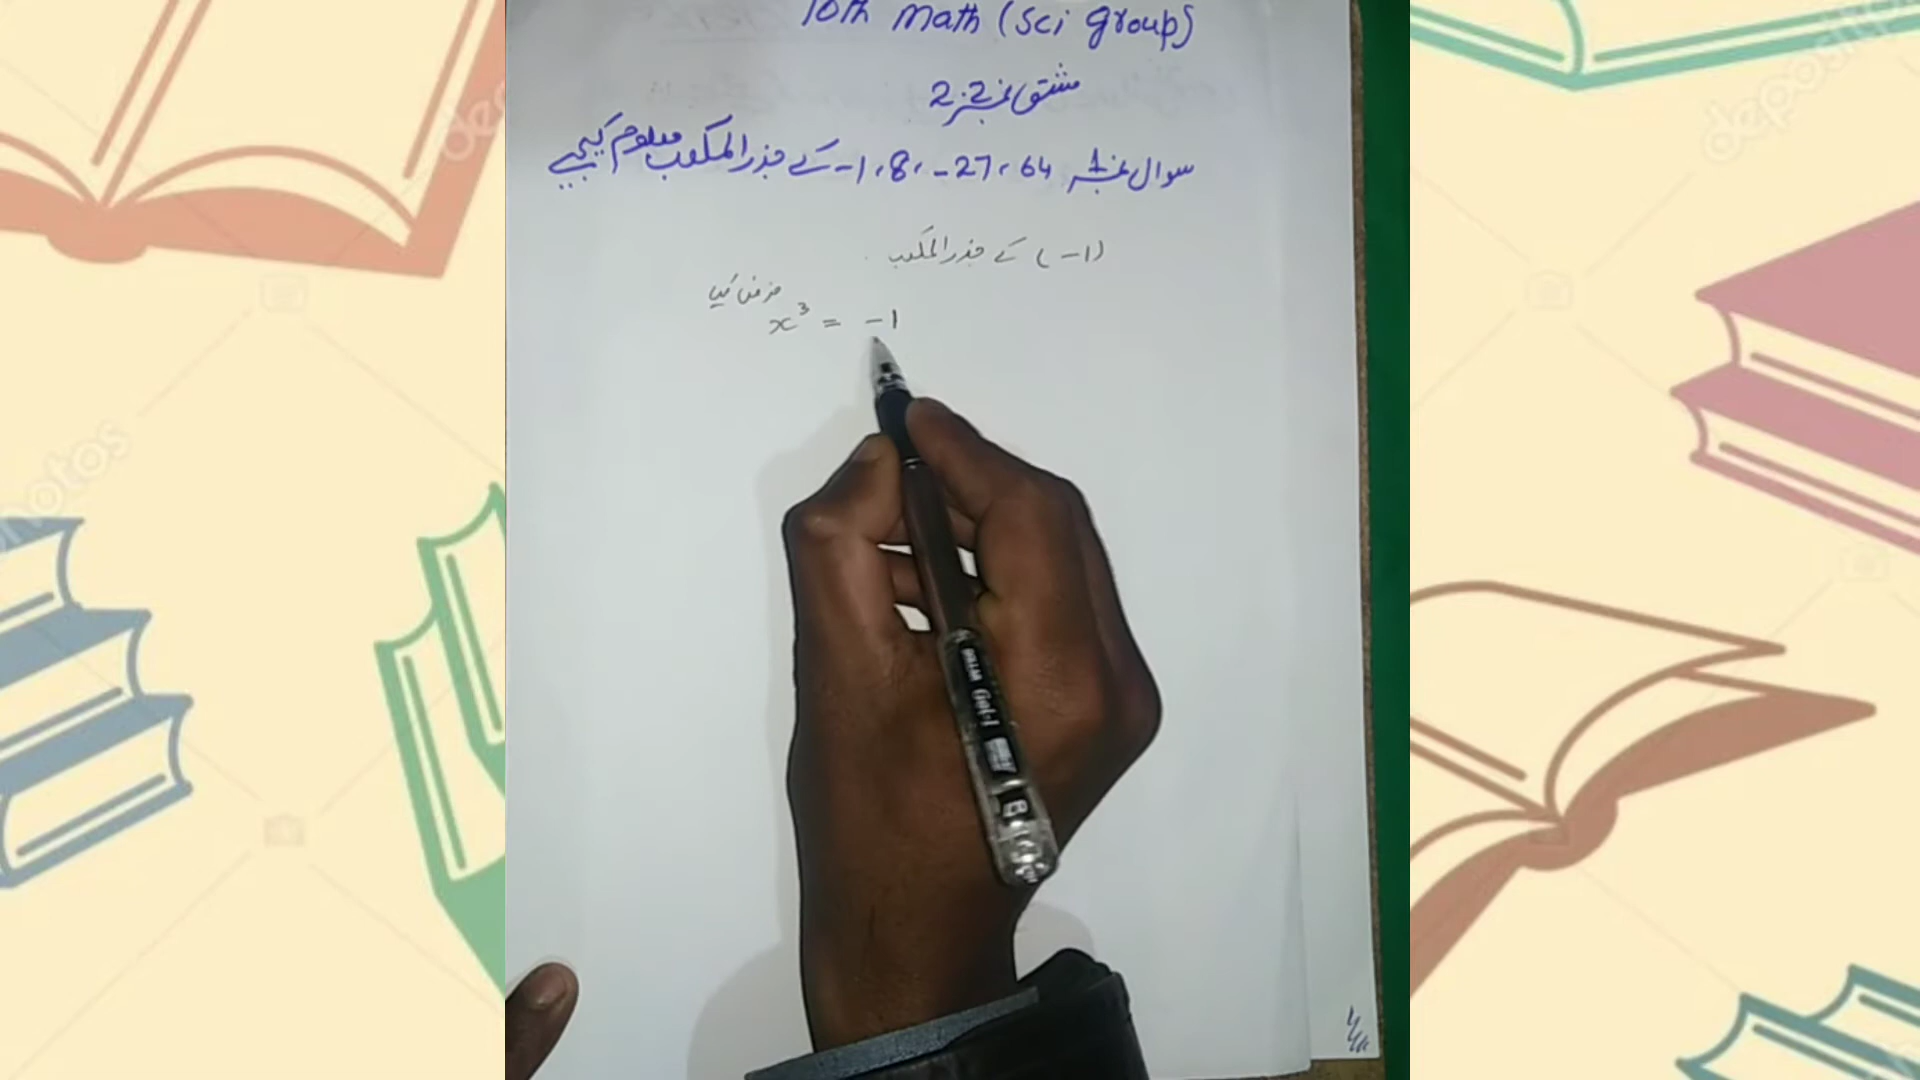 10th Math (Sci Group)
مشق نمبر 2.2
سوال نمبر 1 -1، 8، -27، 64 کے جذر المکعب معلوم کیجیے
(-1) کے جذر المکعب
فرض کیا
x³ = -1